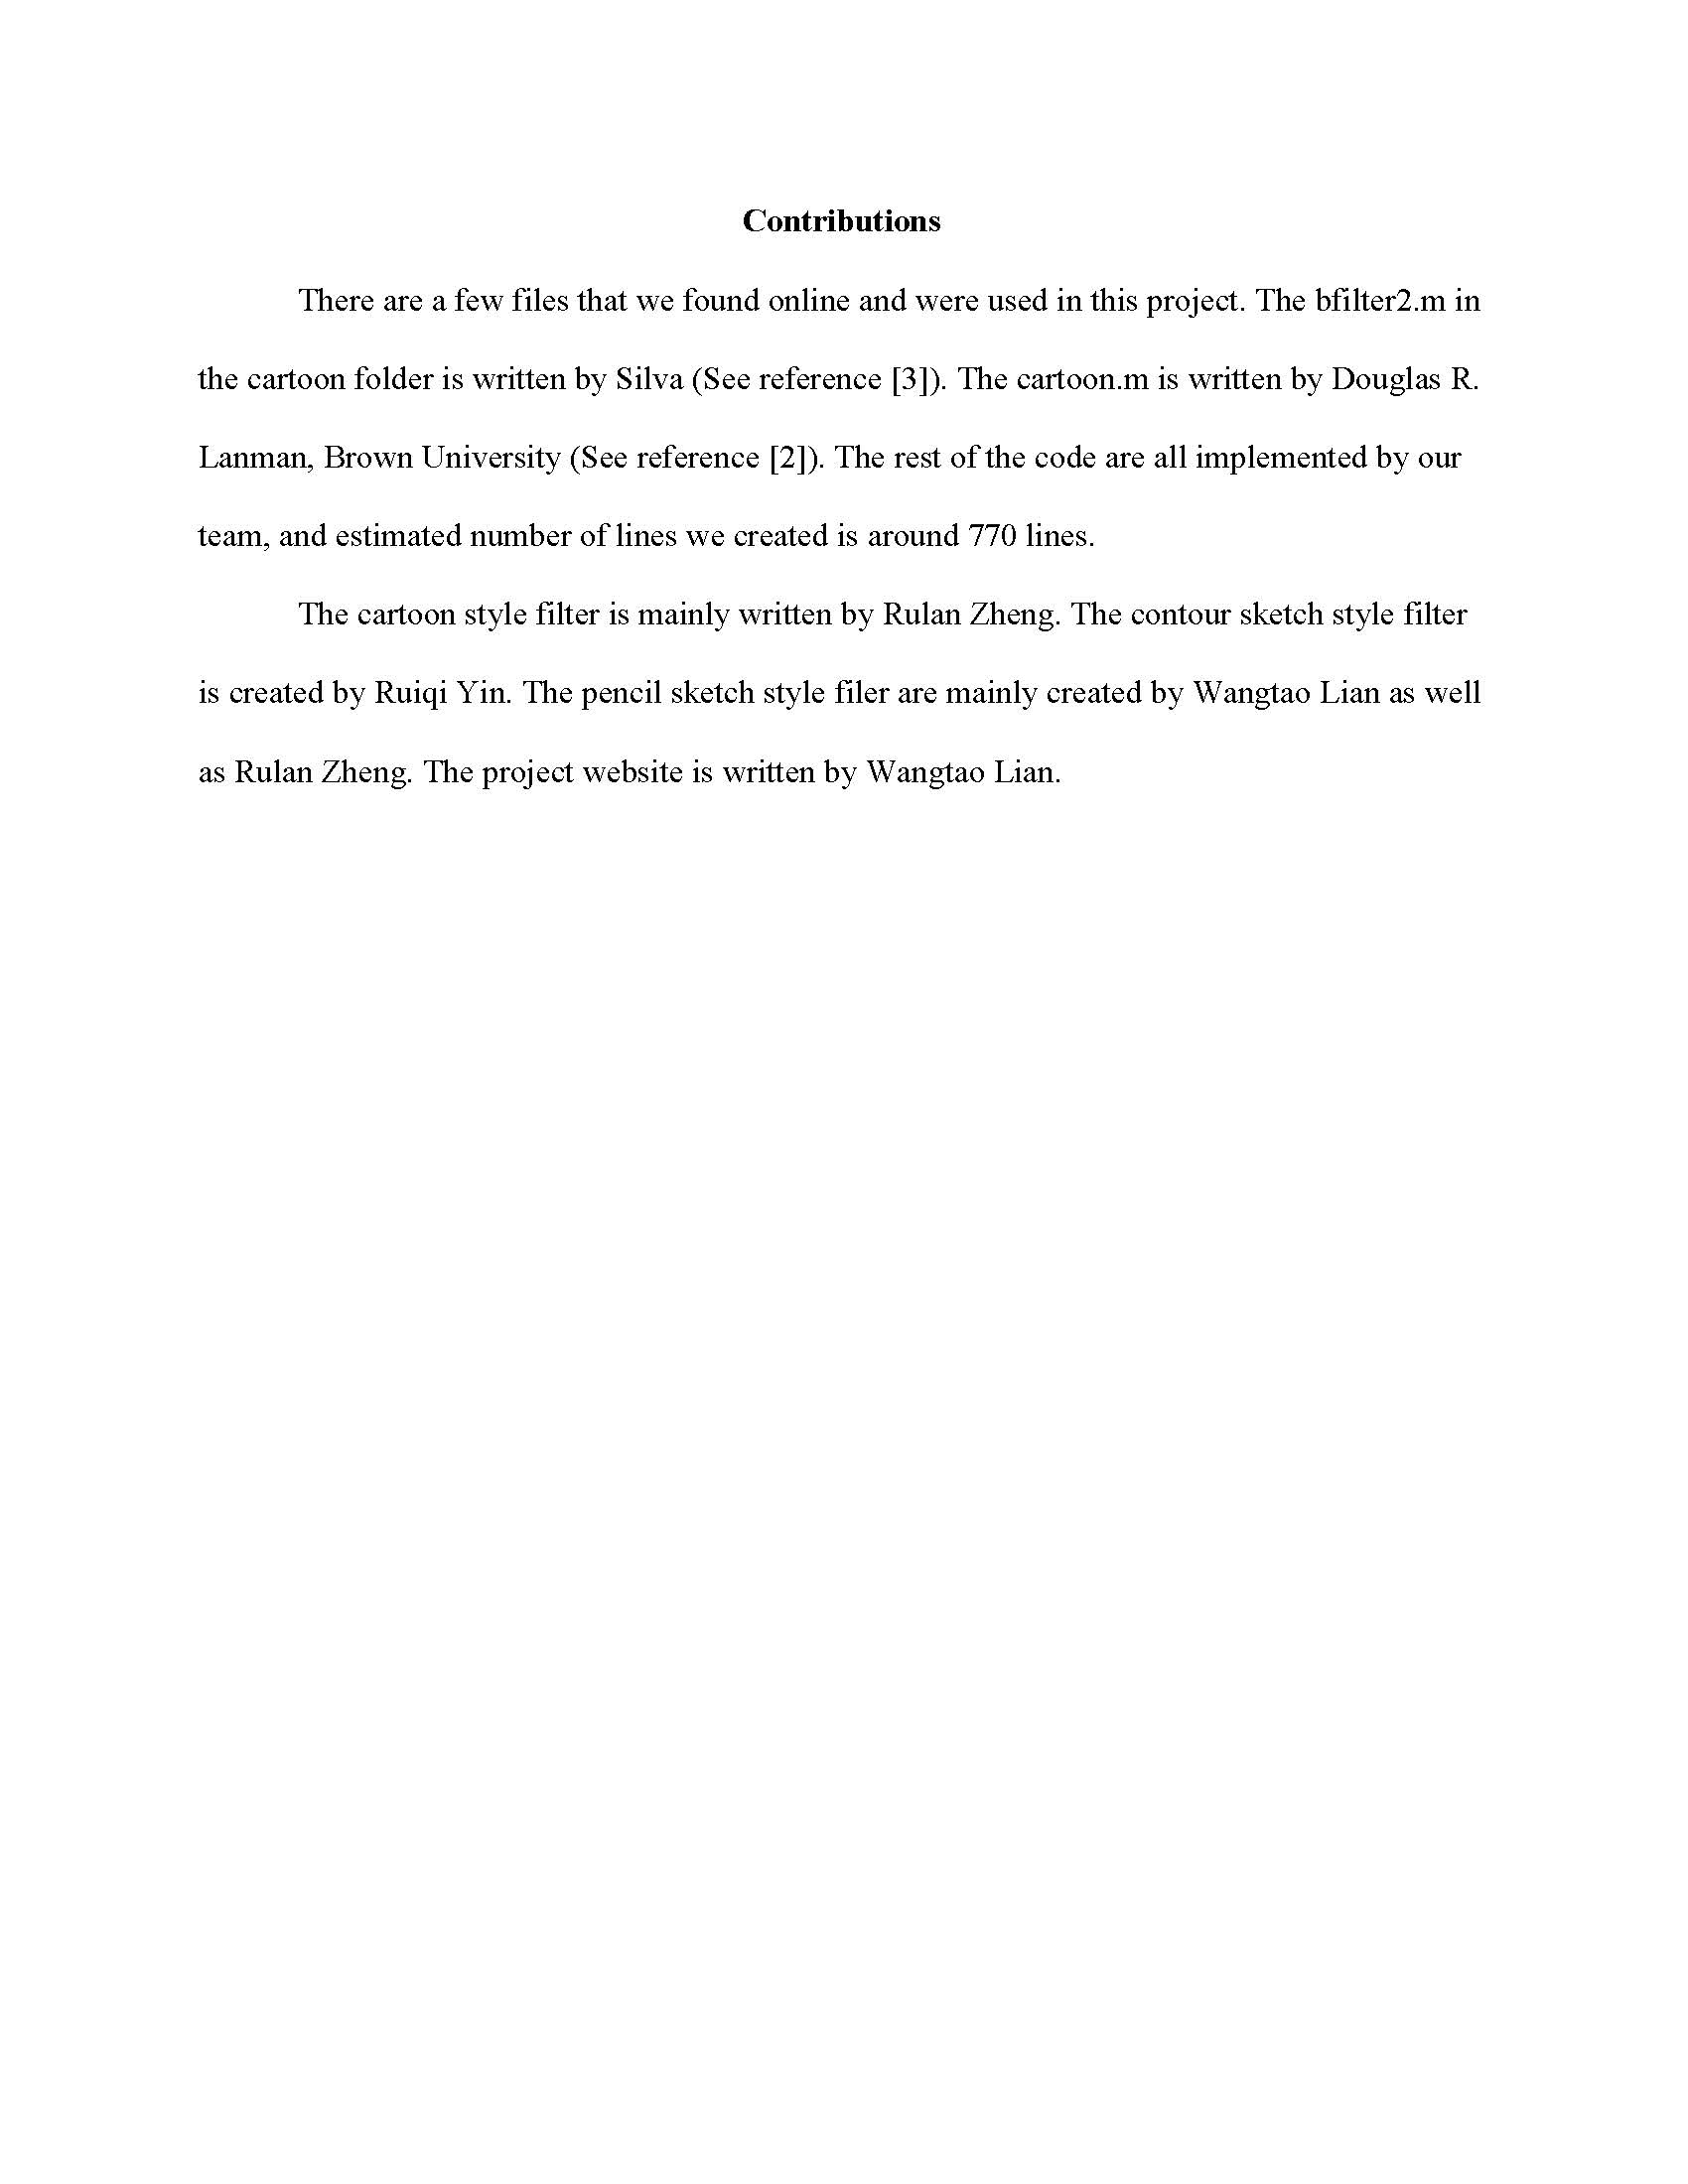 Contributions
There are a few files that we found online and were used in this project. The bfilter2.m in
the cartoon folder is written by Silva (See reference [3]). The cartoon.m is written by Douglas R.
Lanman, Brown University (See reference [2]). The rest of the code are all implemented by our
team, and estimated number of lines we created is around 770 lines.
The cartoon style filter is mainly written by Rulan Zheng. The contour sketch style filter
is created by Ruiqi Yin. The pencil sketch style filer are mainly created by Wangtao Lian as well
as Rulan Zheng. The project website is written by Wangtao Lian.